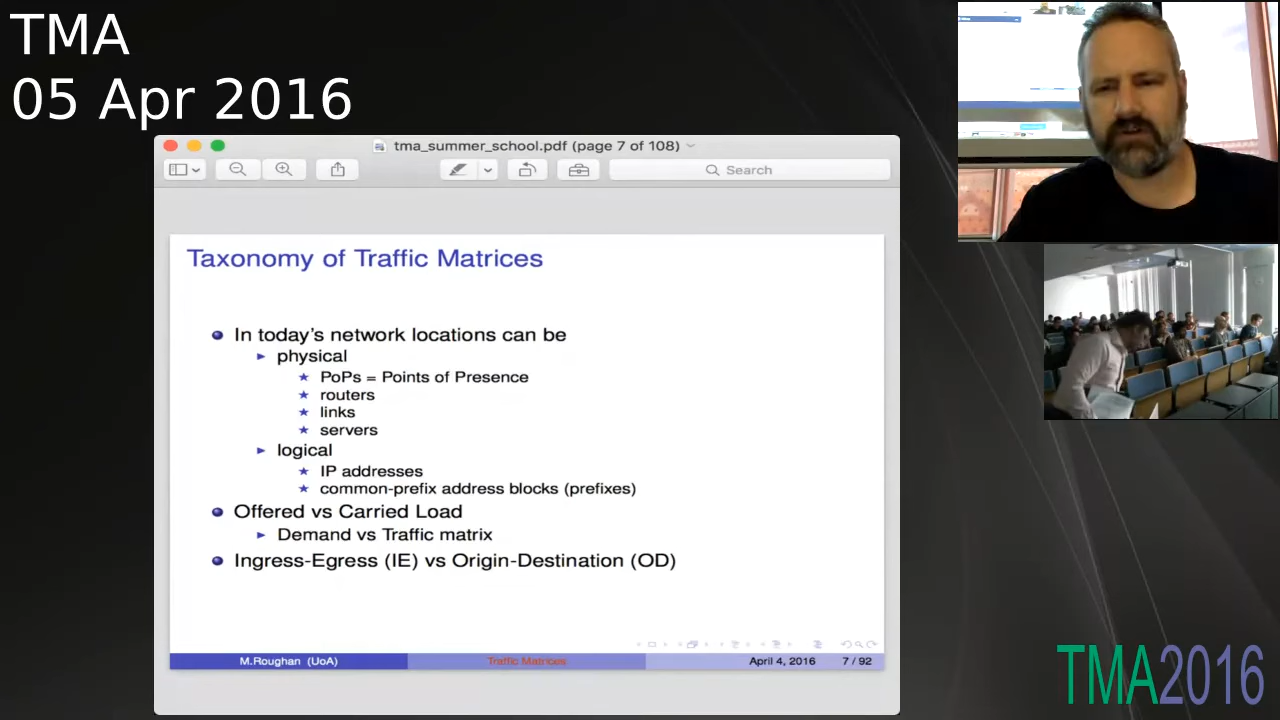 TMA
05 Apr 2016
tma_summer_school.pdf (page 7 of 108)
Search
Taxonomy of Traffic Matrices
In today's network locations can be
physical
PoPs = Points of Presence
routers
links
servers
logical
IP addresses
common-prefix address blocks (prefixes)
Offered vs Carried Load
Demand vs Traffic matrix
Ingress-Egress (IE) vs Origin-Destination (OD)
M.Roughan (UoA)
Traffic Matrices
April 4, 2016
7 / 92
TMA2016